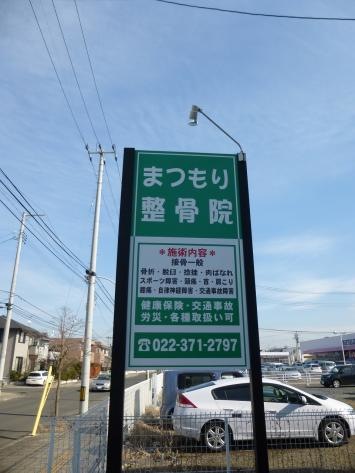 まつもり
整骨院
＊施術内容＊
接骨一般
骨折・脱臼・捻挫・肉ばなれ
スポーツ障害・頭痛・首・肩こり
腰痛・自律神経障害・交通事故障害
健康保険・交通事故
労災・各種取扱い可
☎022-371-2797